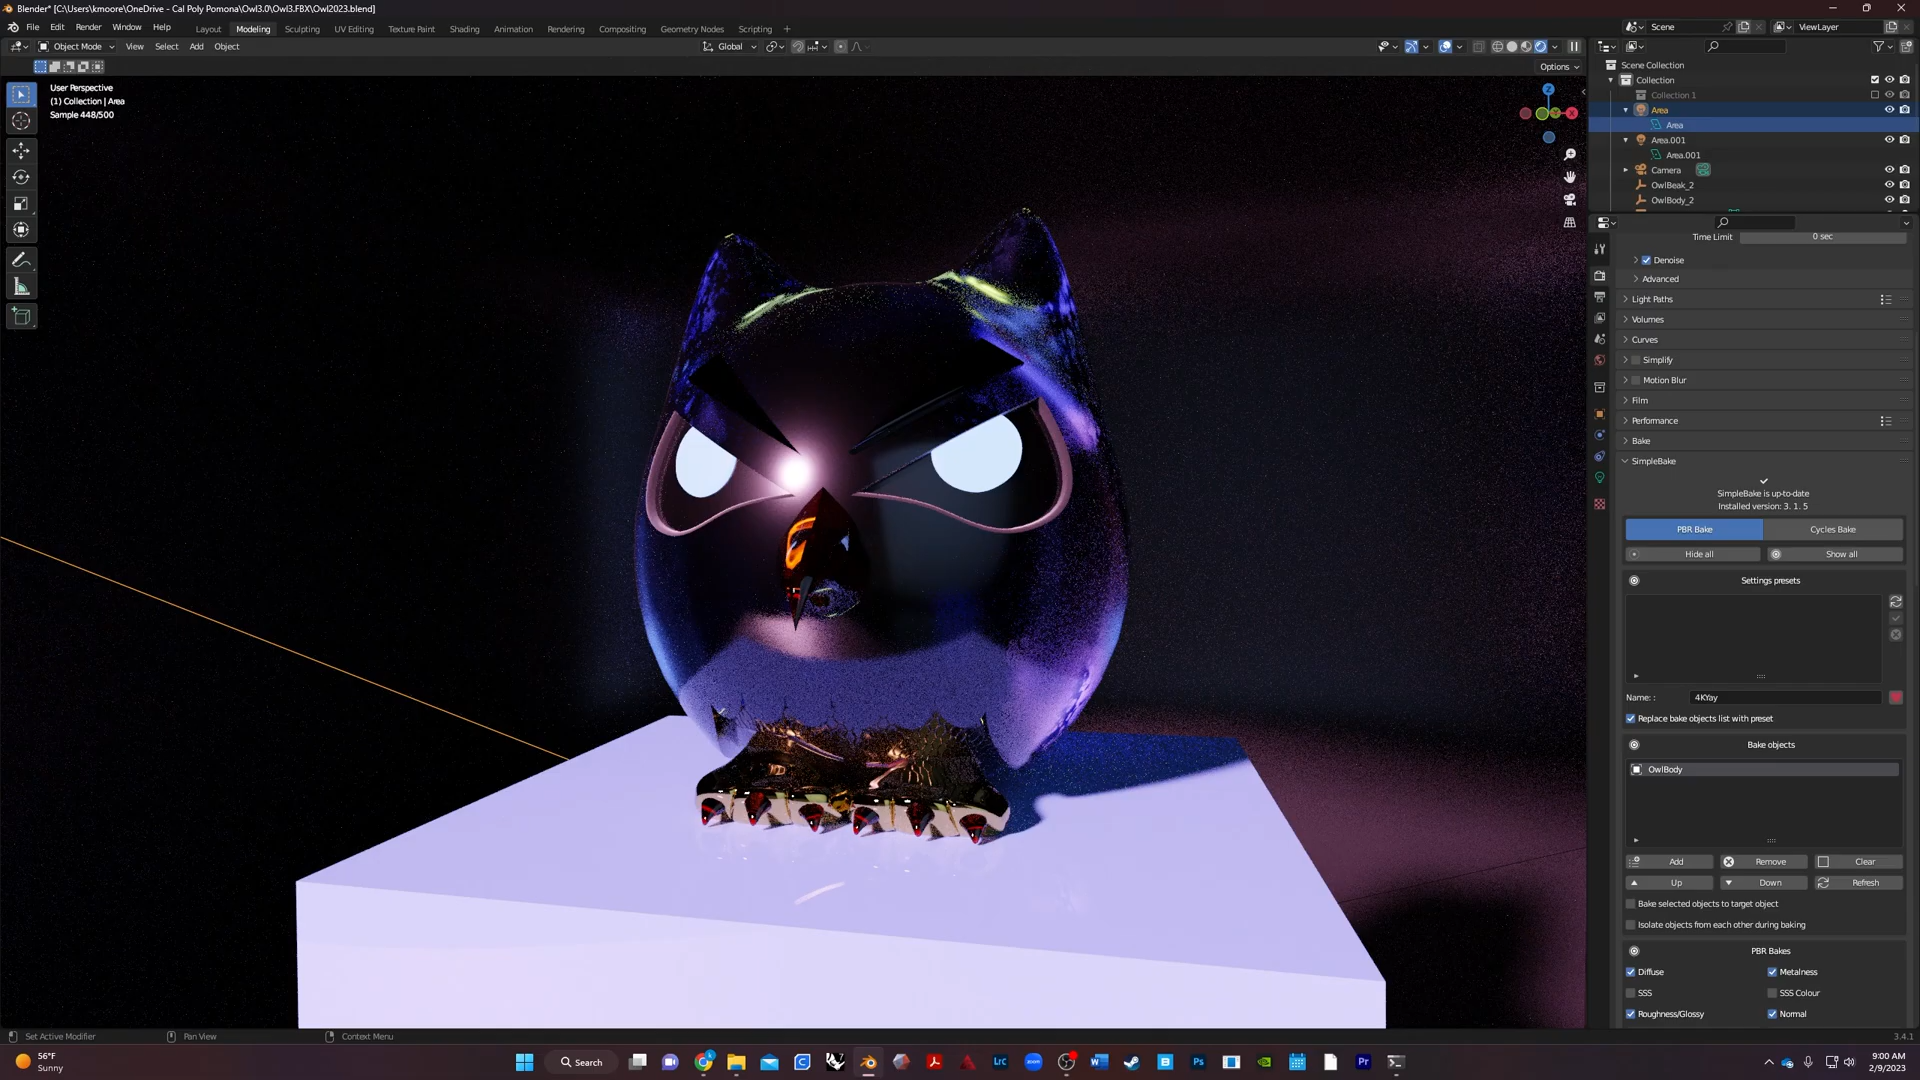 Blender* [C:\Users\kmoore\OneDrive - Cal Poly Pomona\Owl3.0\Owl3.FBX\Owl2023.blend]
File Edit Render Window Help Layout Modeling Sculpting UV Editing Texture Paint Shading Animation Rendering Compositing Geometry Nodes Scripting + Scene ViewLayer
Object Mode View Select Add Object Global
Options
User Perspective
(1) Collection | Area
Sample 448/500
Z
X
Scene Collection
Collection
Collection 1
Area
Area
Area.001
Area.001
Camera
OwlBeak_2
OwlBody_2
Time Limit 0 sec
Denoise
Advanced
Light Paths
Volumes
Curves
Simplify
Motion Blur
Film
Performance
Bake
SimpleBake
SimpleBake is up-to-date
Installed version: 3. 1. 5
PBR Bake Cycles Bake
Hide all Show all
Settings presets
Name: : 4KYay
Replace bake objects list with preset
Bake objects
OwlBody
Add Remove Clear
Up Down Refresh
Bake selected objects to target object
Isolate objects from each other during baking
PBR Bakes
Diffuse Metalness
SSS SSS Colour
Roughness/Glossy Normal
Set Active Modifier Pan View Context Menu 3.4.1
56°F
Sunny
Search
LrC
zoom
W
B
Ps
Pr
9:00 AM
2/9/2023